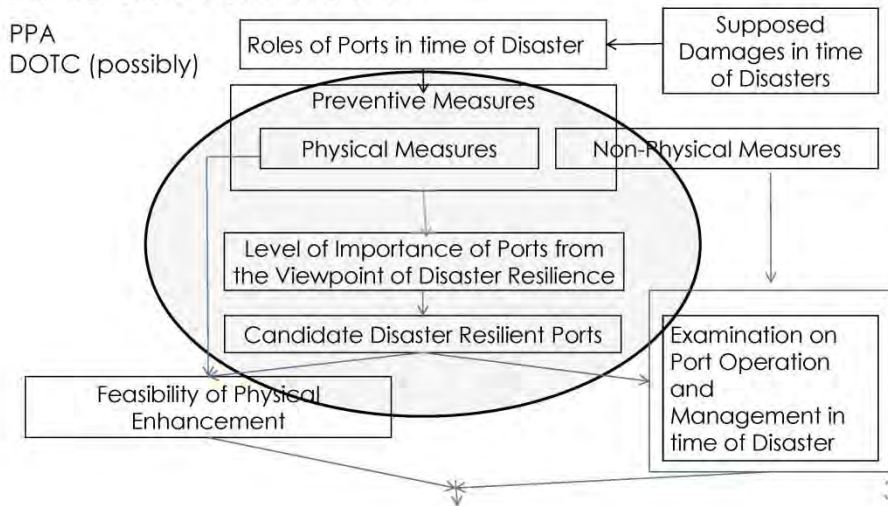 PPA
DOTC (possibly)
Roles of Ports in time of Disaster
Supposed
Damages in time
of Disasters
Preventive Measures
Physical Measures
Non-Physical Measures
Level of Importance of Ports from
the Viewpoint of Disaster Resilience
Candidate Disaster Resilient Ports
Feasibility of Physical
Enhancement
Examination on
Port Operation
and
Management in
time of Disaster